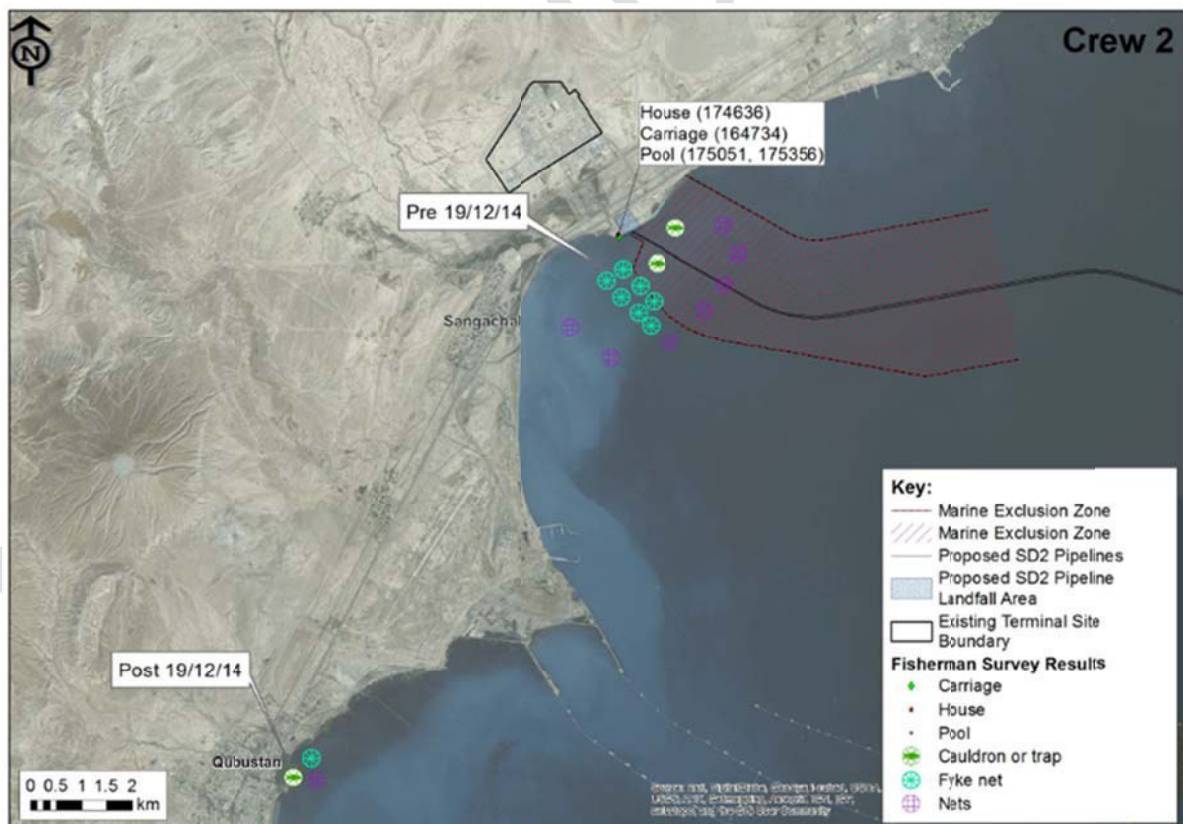 N
Crew 2
House (174636)
Carriage (164734)
Pool (175051, 175356)
Pre 19/12/14
Sangachal
Post 19/12/14
Qubustan
0 0.5 1 1.5 2
km
Key:
Marine Exclusion Zone
Marine Exclusion Zone
Proposed SD2 Pipelines
Proposed SD2 Pipeline
Landfall Area
Existing Terminal Site
Boundary
Fisherman Survey Results
Carriage
House
Pool
Cauldron or trap
Fyke net
Nets
User Community